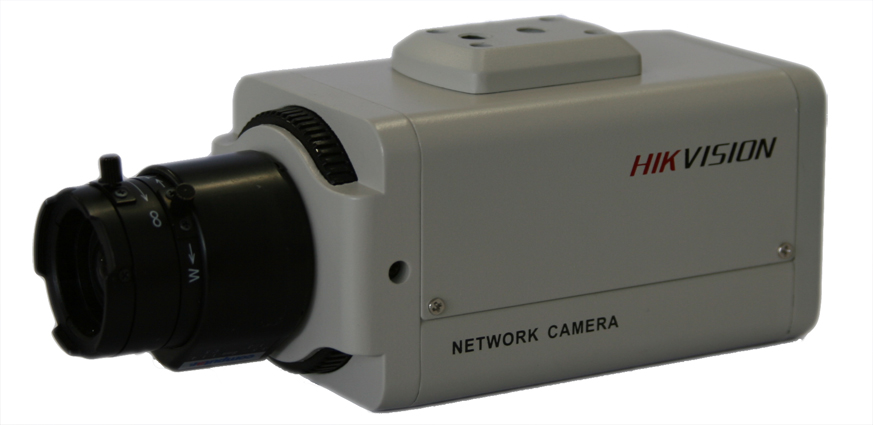 HIKVISION
NETWORK CAMERA
∞
W